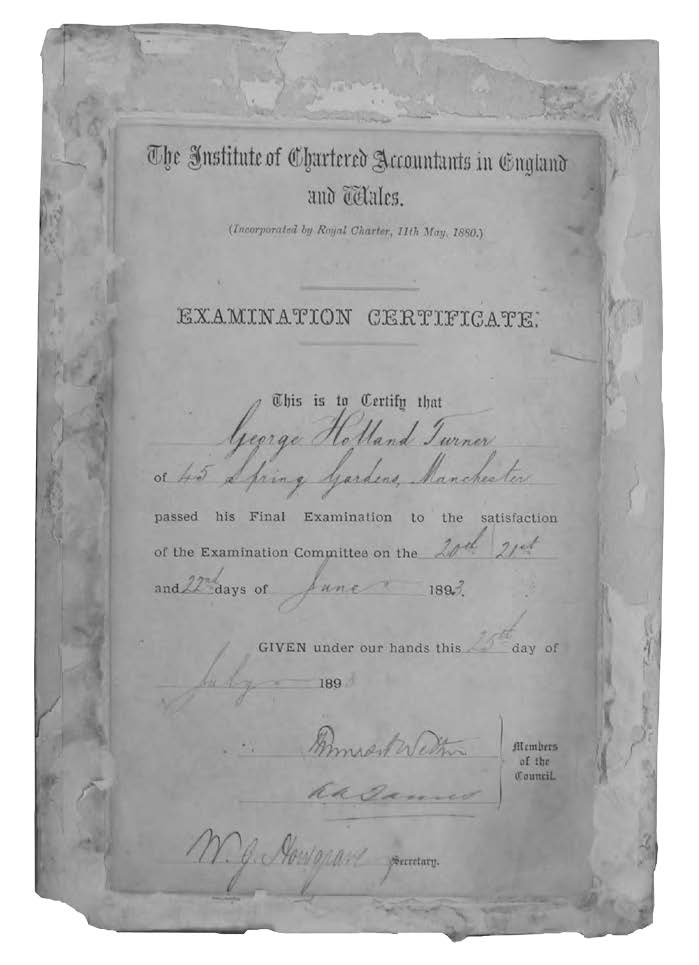 The Institute of Chartered Accountants in England
and Wales.
(Incorporated by Royal Charter, 11th May, 1880.)
EXAMINATION CERTIFICATE.
This is to Certify that
George Holland Turner
of 45 Spring Gardens, Manchester
passed his Final Examination to the satisfaction
of the Examination Committee on the 20th 21st
and 22nd days of June 1893.
GIVEN under our hands this 25th day of
July 1893
Members
of the
Council.
W. J. Howgrave Secretary.